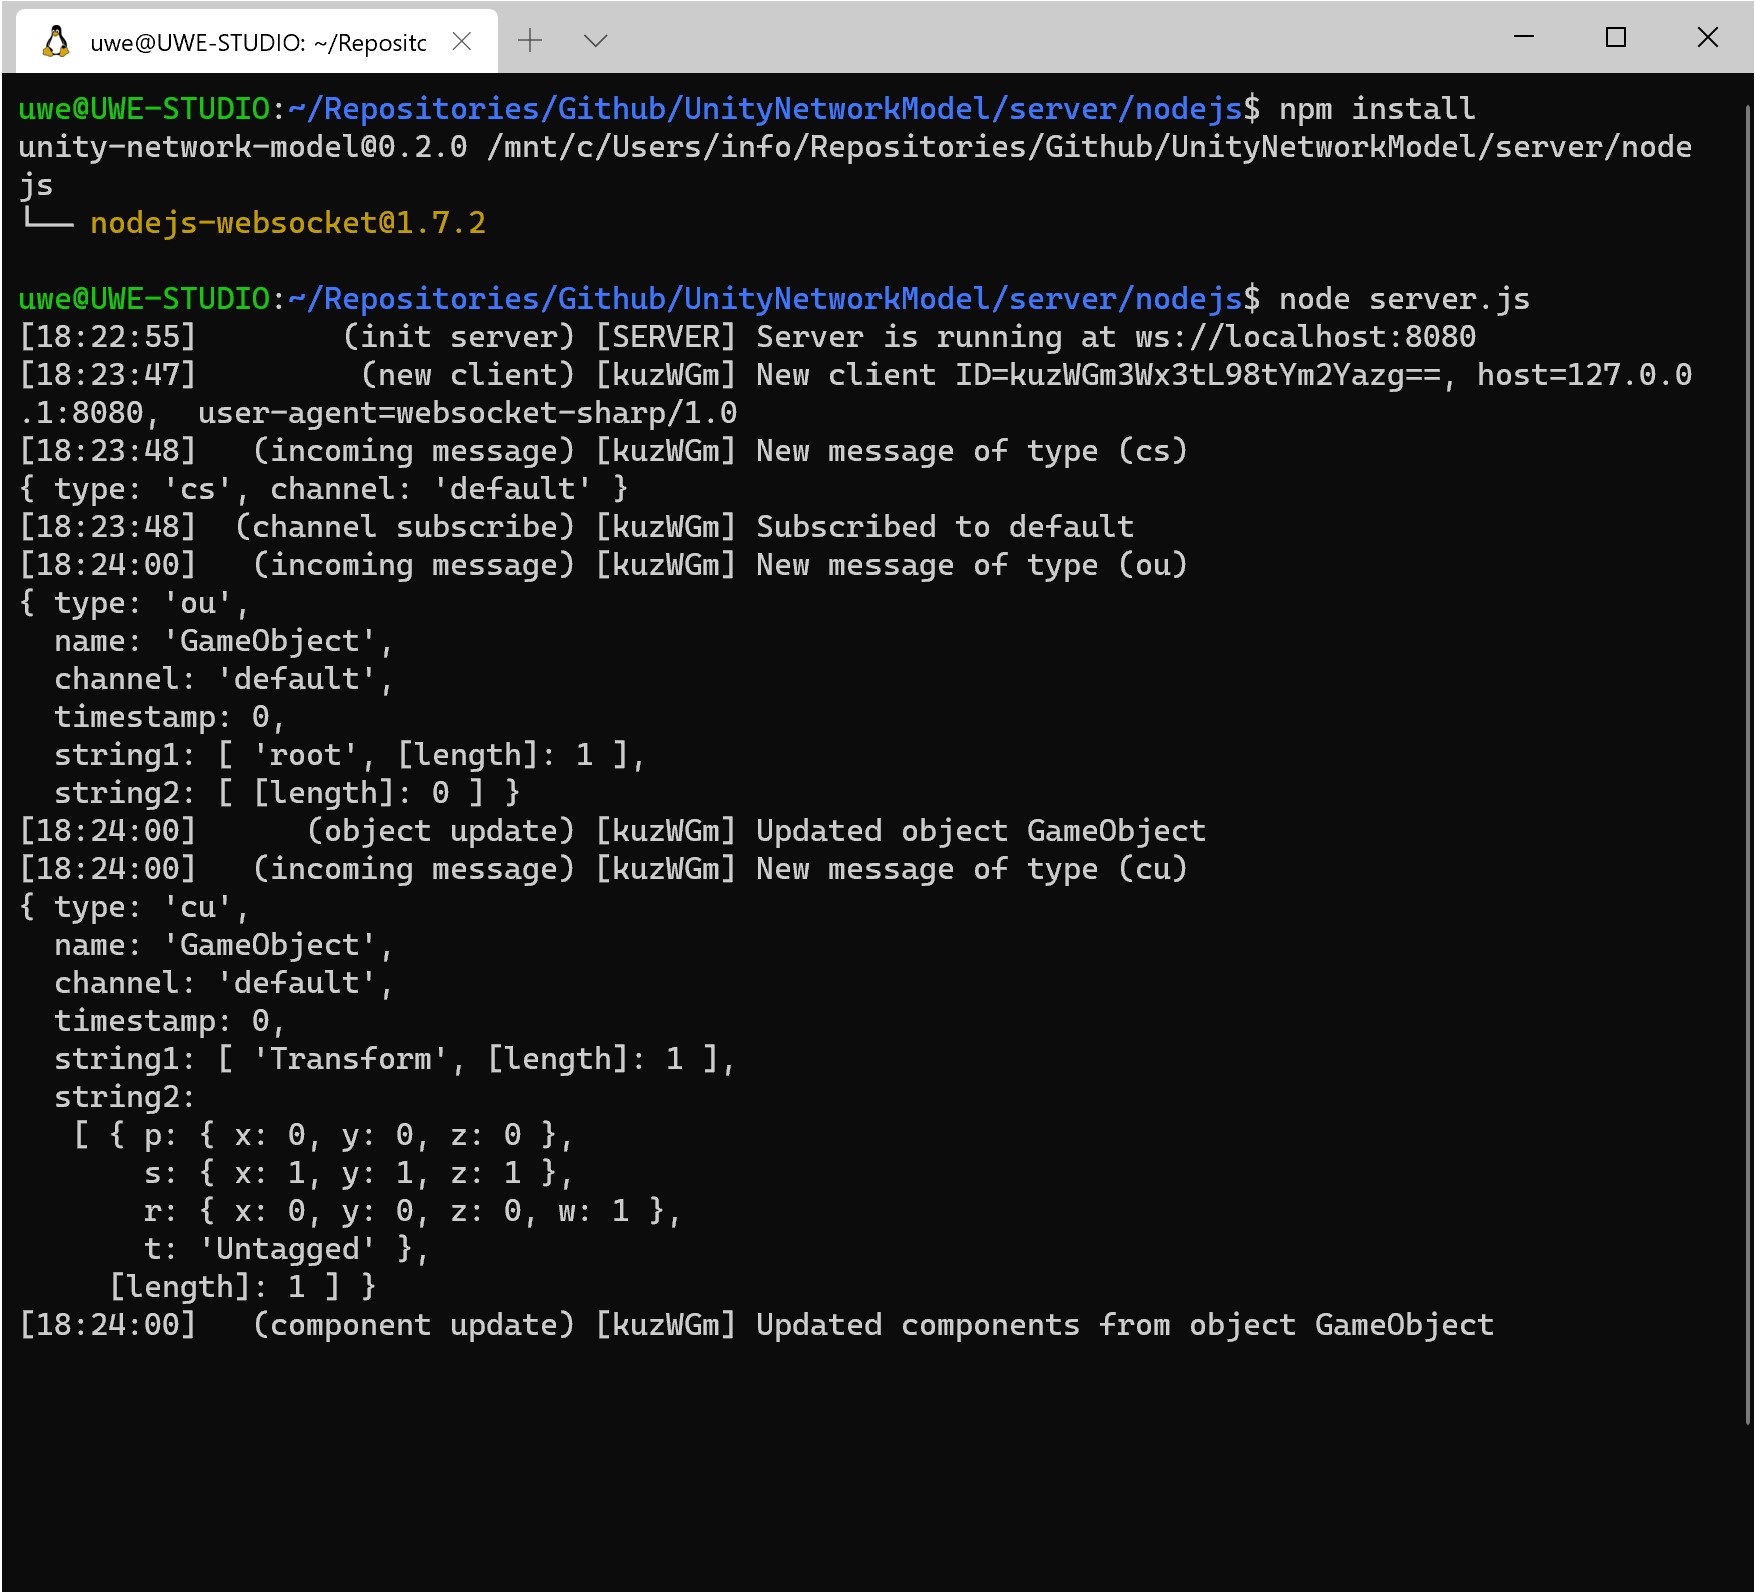 uwe@UWE-STUDIO: ~/Repositc
uwe@UWE-STUDIO:~/Repositories/Github/UnityNetworkModel/server/nodejs$ npm install
unity-network-model@0.2.0 /mnt/c/Users/info/Repositories/Github/UnityNetworkModel/server/node
js
└── nodejs-websocket@1.7.2
uwe@UWE-STUDIO:~/Repositories/Github/UnityNetworkModel/server/nodejs$ node server.js
[18:22:55]        (init server) [SERVER] Server is running at ws://localhost:8080
[18:23:47]         (new client) [kuzWGm] New client ID=kuzWGm3Wx3tL98tYm2Yazg==, host=127.0.0
.1:8080,  user-agent=websocket-sharp/1.0
[18:23:48]   (incoming message) [kuzWGm] New message of type (cs)
{ type: 'cs', channel: 'default' }
[18:23:48]  (channel subscribe) [kuzWGm] Subscribed to default
[18:24:00]   (incoming message) [kuzWGm] New message of type (ou)
{ type: 'ou',
  name: 'GameObject',
  channel: 'default',
  timestamp: 0,
  string1: [ 'root', [length]: 1 ],
  string2: [ [length]: 0 ] }
[18:24:00]      (object update) [kuzWGm] Updated object GameObject
[18:24:00]   (incoming message) [kuzWGm] New message of type (cu)
{ type: 'cu',
  name: 'GameObject',
  channel: 'default',
  timestamp: 0,
  string1: [ 'Transform', [length]: 1 ],
  string2:
   [ { p: { x: 0, y: 0, z: 0 },
       s: { x: 1, y: 1, z: 1 },
       r: { x: 0, y: 0, z: 0, w: 1 },
       t: 'Untagged' },
     [length]: 1 ] }
[18:24:00]   (component update) [kuzWGm] Updated components from object GameObject